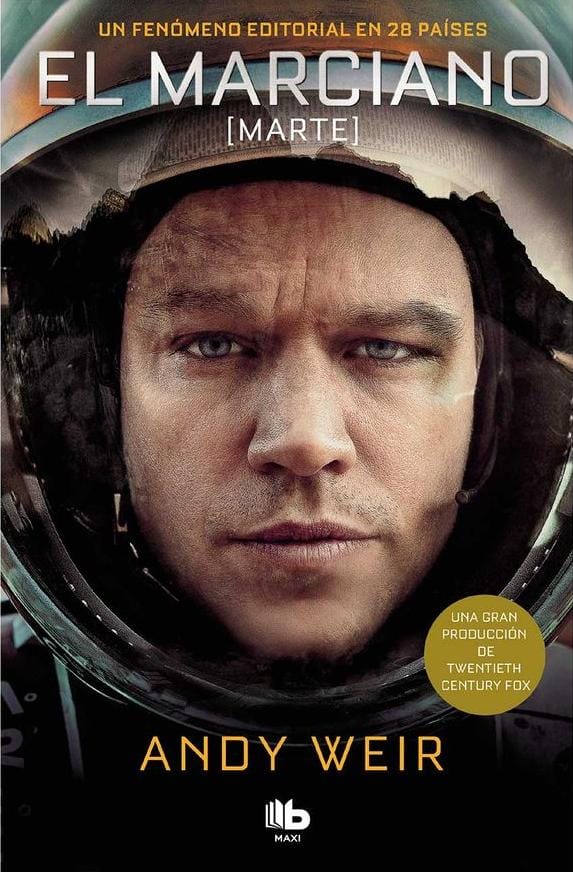 UN FENÓMENO EDITORIAL EN 28 PAÍSES
EL MARCIANO
[MARTE]
UNA GRAN
PRODUCCIÓN
DE
TWENTIETH
CENTURY FOX
ANDY WEIR
b
MAXI